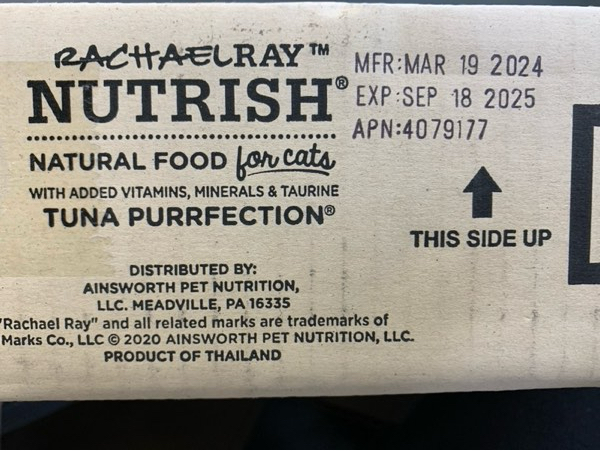 RACHAELRAY™
NUTRISH®
NATURAL FOOD for cats
WITH ADDED VITAMINS, MINERALS & TAURINE
TUNA PURRFECTION®
MFR:MAR 19 2024
EXP:SEP 18 2025
APN:4079177
THIS SIDE UP
DISTRIBUTED BY:
AINSWORTH PET NUTRITION,
LLC. MEADVILLE, PA 16335
"Rachael Ray" and all related marks are trademarks of
Marks Co., LLC © 2020 AINSWORTH PET NUTRITION, LLC.
PRODUCT OF THAILAND